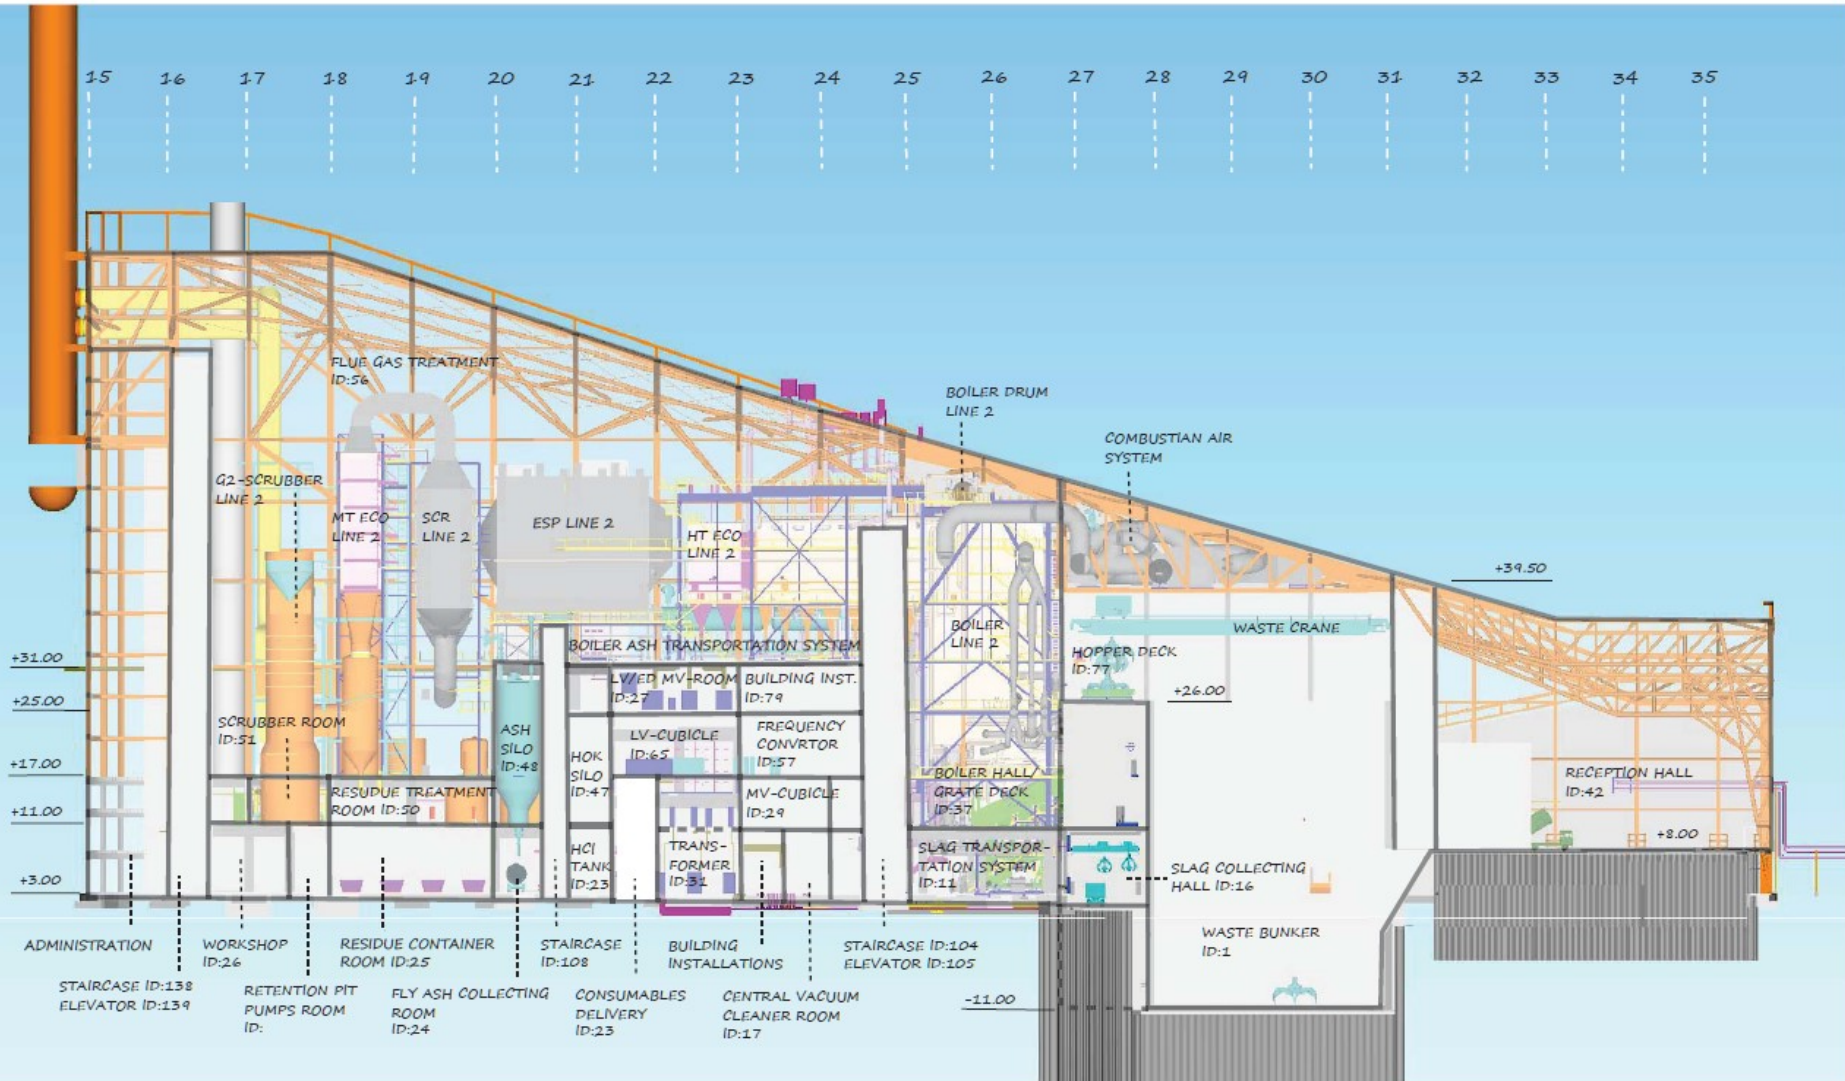 15 16 17 18 19 20 21 22 23 24 25 26 27 28 29 30 31 32 33 34 35
FLUE GAS TREATMENT
ID:56
BOILER DRUM
LINE 2
COMBUSTIAN AIR
SYSTEM
G2-SCRUBBER
LINE 2
MT ECO
LINE 2
SCR
LINE 2
ESP LINE 2
HT ECO
LINE 2
+39.50
BOILER
LINE 2
WASTE CRANE
BOILER ASH TRANSPORTATION SYSTEM
HOPPER DECK
ID:77
+31.00
+25.00
+17.00
+11.00
+3.00
LV/ED MV-ROOM
ID:27
BUILDING INST.
ID:79
+26.00
SCRUBBER ROOM
ID:51
ASH
SILO
ID:48
LV-CUBICLE
ID:65
FREQUENCY
CONVRTOR
ID:57
HOK
SILO
ID:47
RESUDUE TREATMENT
ROOM ID:50
MV-CUBICLE
ID:29
BOILER HALL/
GRATE DECK
ID:37
RECEPTION HALL
ID:42
+8.00
HCI
TANK
ID:23
TRANS-
FORMER
ID:31
SLAG TRANSPOR-
TATION SYSTEM
ID:11
SLAG COLLECTING
HALL ID:16
WASTE BUNKER
ID:1
-11.00
ADMINISTRATION
STAIRCASE ID:138
ELEVATOR ID:139
WORKSHOP
ID:26
RETENTION PIT
PUMPS ROOM
ID:
RESIDUE CONTAINER
ROOM ID:25
FLY ASH COLLECTING
ROOM
ID:24
STAIRCASE
ID:108
CONSUMABLES
DELIVERY
ID:23
BUILDING
INSTALLATIONS
CENTRAL VACUUM
CLEANER ROOM
ID:17
STAIRCASE ID:104
ELEVATOR ID:105